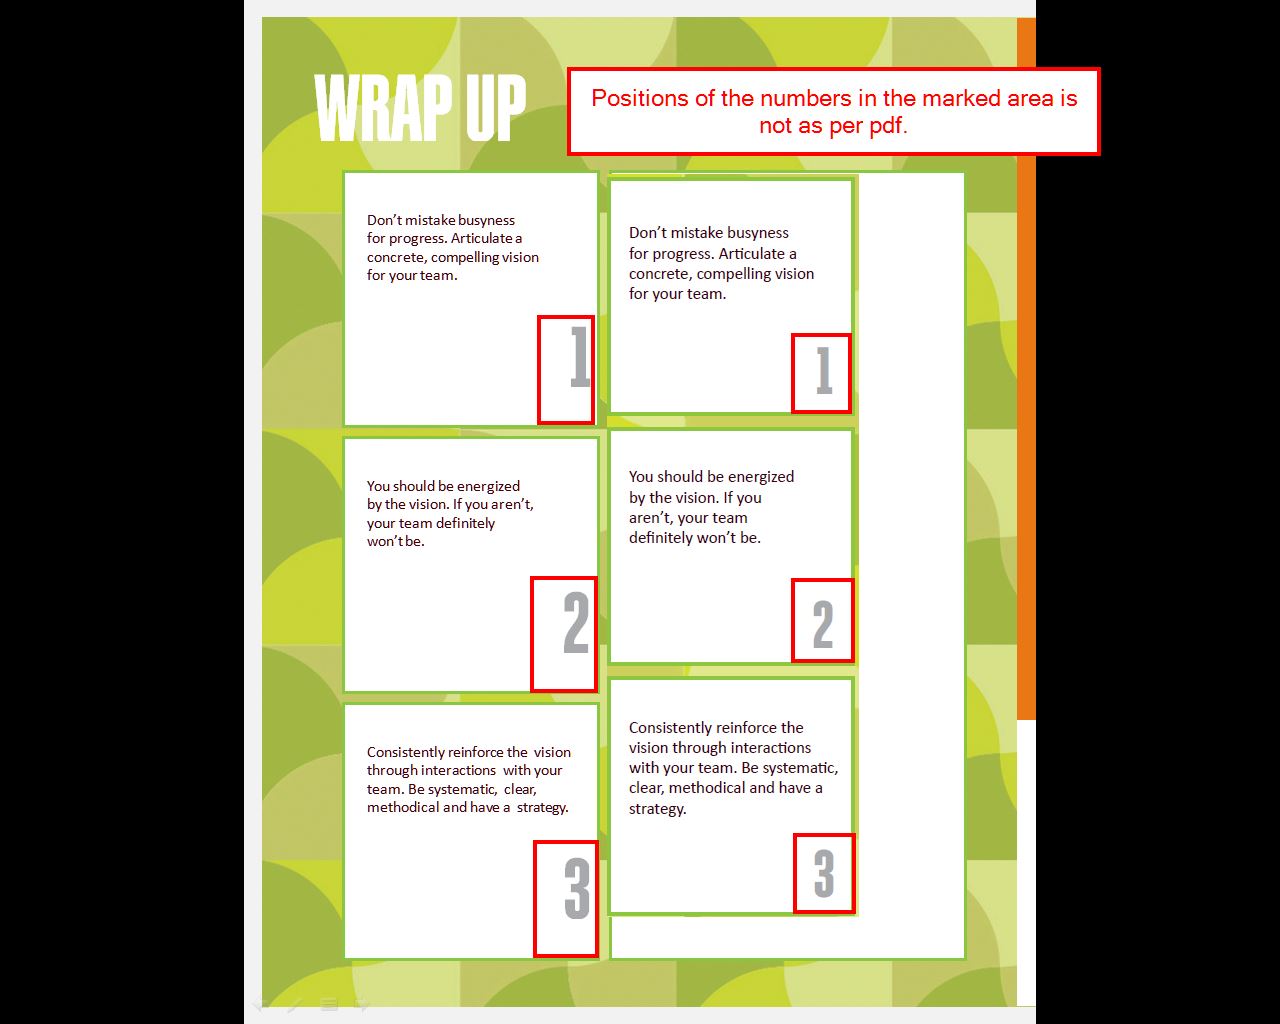 WRAP UP
Positions of the numbers in the marked area is
not as per pdf.
Don’t mistake busyness
for progress. Articulate a
concrete, compelling vision
for your team.
1
You should be energized
by the vision. If you aren’t,
your team definitely
won’t be.
2
Consistently reinforce the vision
through interactions with your
team. Be systematic, clear,
methodical and have a strategy.
3
Don’t mistake busyness
for progress. Articulate a
concrete, compelling vision
for your team.
1
You should be energized
by the vision. If you
aren’t, your team
definitely won’t be.
2
Consistently reinforce the
vision through interactions
with your team. Be systematic,
clear, methodical and have a
strategy.
3